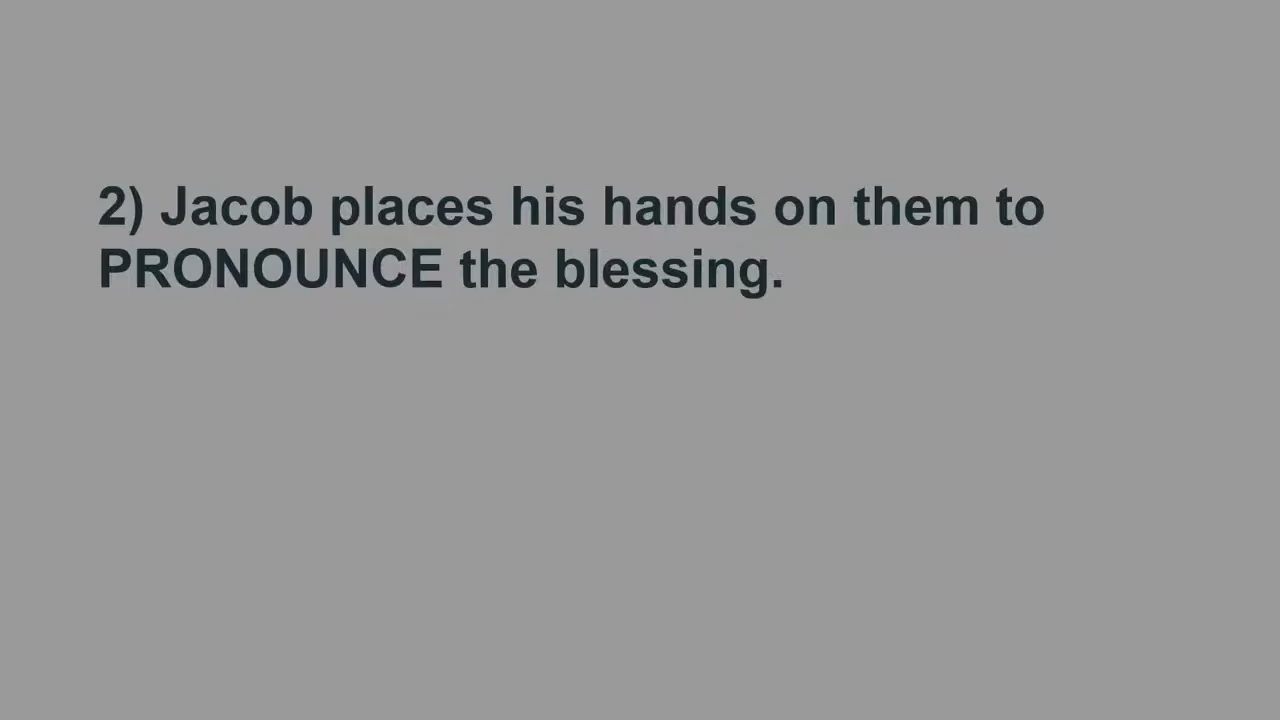 2) Jacob places his hands on them to
PRONOUNCE the blessing.